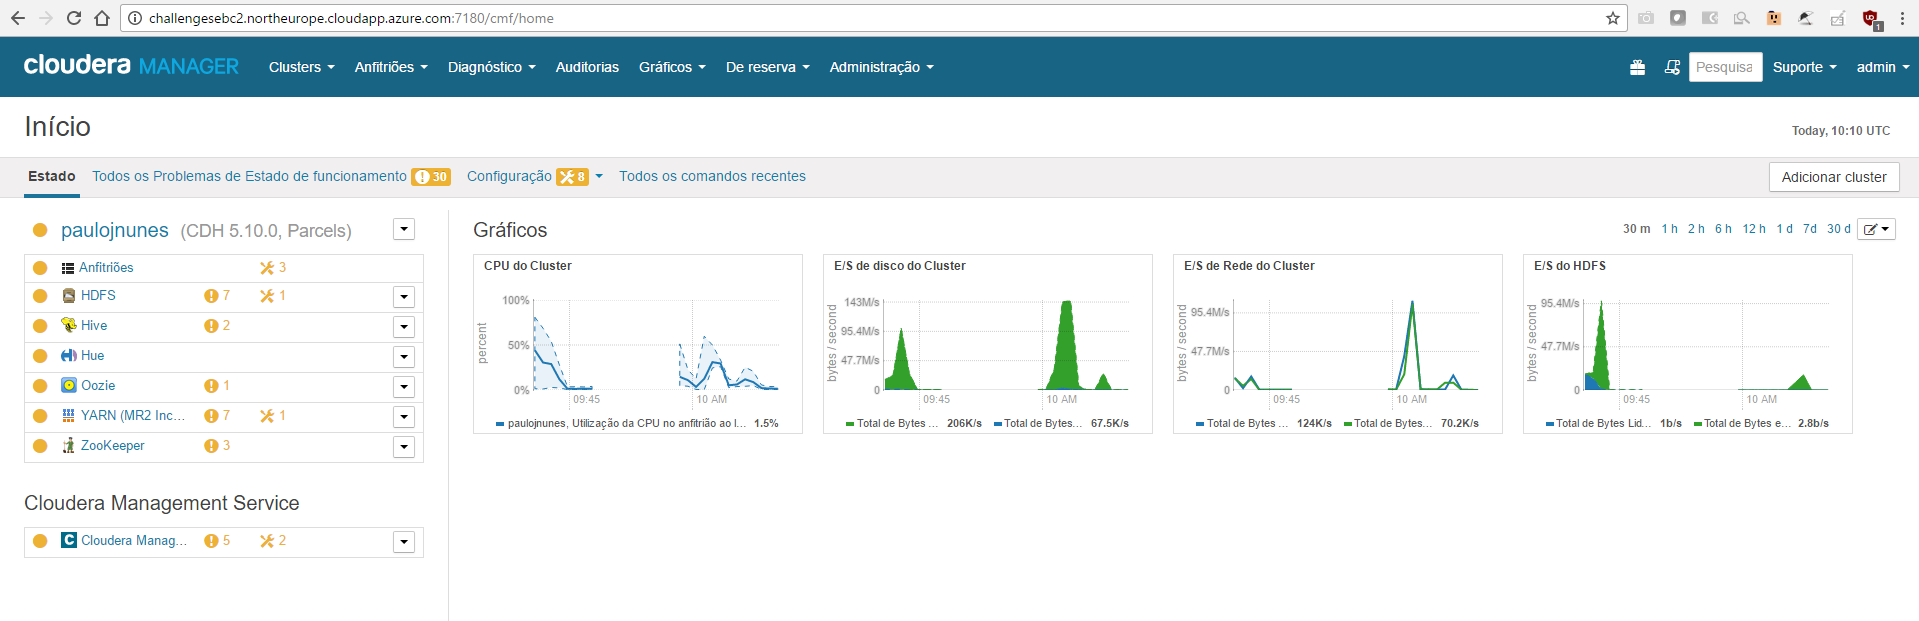 challengesebc2.northeurope.cloudapp.azure.com:7180/cmf/home
1
cloudera MANAGER Clusters Anfitriões Diagnóstico Auditorias Gráficos De reserva Administração Pesquisa Suporte admin
Início
Today, 10:10 UTC
Estado Todos os Problemas de Estado de funcionamento 30 Configuração 8 Todos os comandos recentes Adicionar cluster
paulojnunes (CDH 5.10.0, Parcels)
Anfitriões 3
HDFS 7 1
Hive 2
Hue
Oozie 1
YARN (MR2 Inc... 7 1
ZooKeeper 3
Cloudera Management Service
C Cloudera Manag... 5 2
Gráficos 30 m 1 h 2 h 6 h 12 h 1 d 7d 30 d
CPU do Cluster
percent
100%
50%
0%
09:45 10 AM
paulojnunes, Utilização da CPU no anfitrião ao l... 1.5%
E/S de disco do Cluster
bytes / second
143M/s
95.4M/s
47.7M/s
0
09:45 10 AM
Total de Bytes ... 206K/s Total de Bytes... 67.5K/s
E/S de Rede do Cluster
bytes / second
95.4M/s
47.7M/s
0
09:45 10 AM
Total de Bytes ... 124K/s Total de Bytes... 70.2K/s
E/S do HDFS
bytes / second
95.4M/s
47.7M/s
0
09:45 10 AM
Total de Bytes Lid... 1b/s Total de Bytes e... 2.8b/s